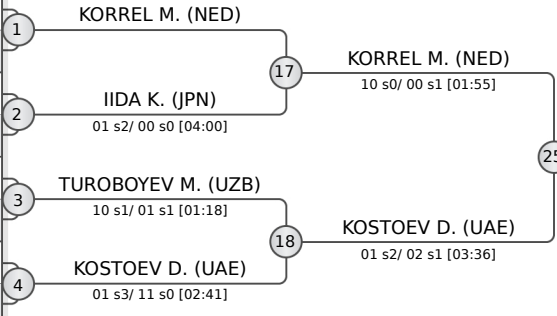 KORREL M. (NED)
1
17
KORREL M. (NED)
10 s0/ 00 s1 [01:55]
IIDA K. (JPN)
2
01 s2/ 00 s0 [04:00]
25
TUROBOYEV M. (UZB)
3
10 s1/ 01 s1 [01:18]
18
KOSTOEV D. (UAE)
01 s2/ 02 s1 [03:36]
KOSTOEV D. (UAE)
4
01 s3/ 11 s0 [02:41]